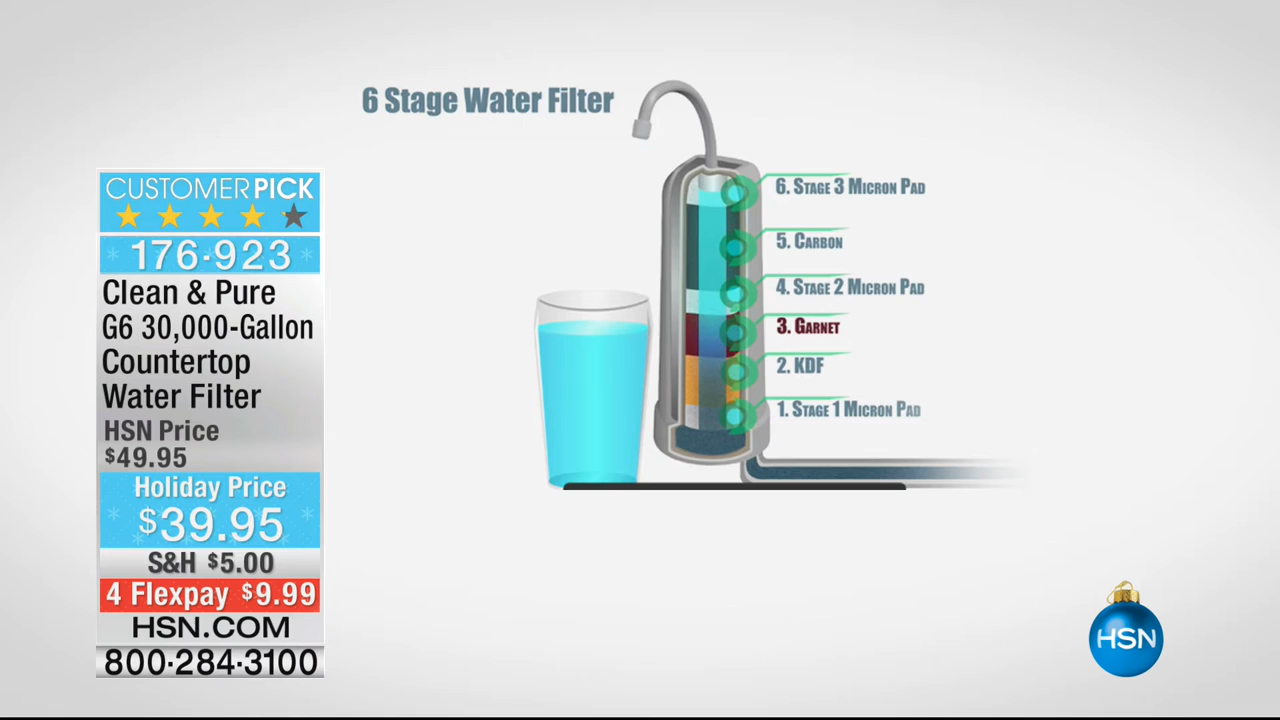 6 Stage Water Filter
CUSTOMER PICK
176-923
Clean & Pure
G6 30,000-Gallon
Countertop
Water Filter
HSN Price
$49.95
Holiday Price
$39.95
S&H $5.00
4 Flexpay $9.99
HSN.COM
800-284-3100
6. Stage 3 Micron Pad
5. Carbon
4. Stage 2 Micron Pad
3. Garnet
2. KDF
1. Stage 1 Micron Pad
HSN